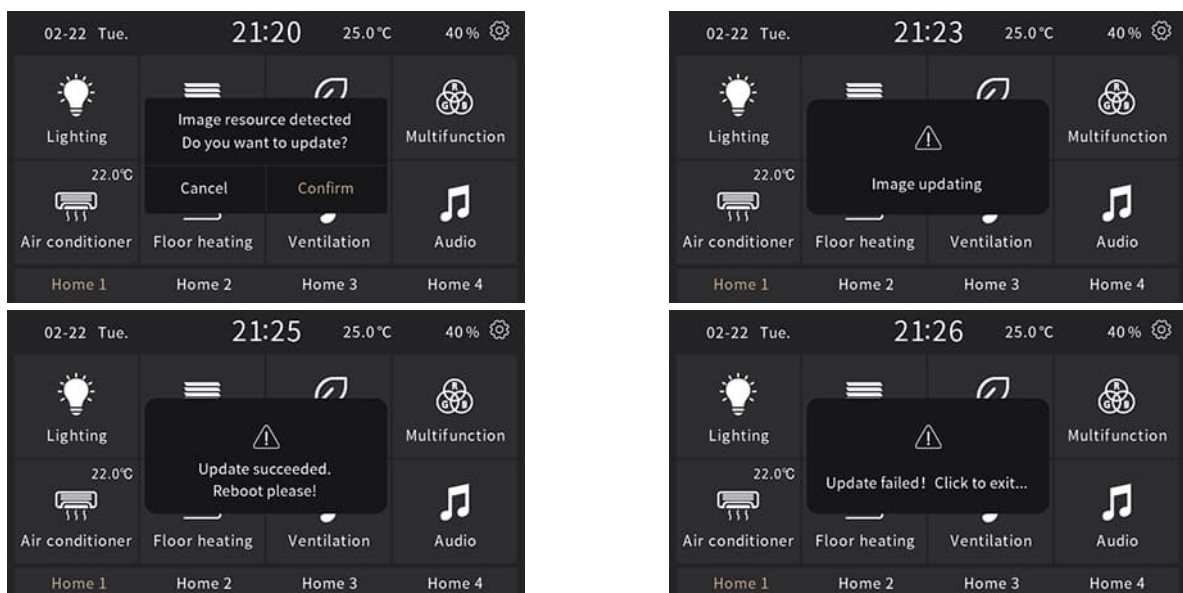 02-22 Tue. 21:20 25.0℃ 40%
Lighting
Image resource detected
Do you want to update?
Multifunction
22.0℃
Cancel Confirm
Air conditioner Floor heating Ventilation Audio
Home 1 Home 2 Home 3 Home 4
02-22 Tue. 21:23 25.0℃ 40%
Lighting Multifunction
22.0℃
Image updating
Air conditioner Floor heating Ventilation Audio
Home 1 Home 2 Home 3 Home 4
02-22 Tue. 21:25 25.0℃ 40%
Lighting Multifunction
22.0℃
Update succeeded.
Reboot please!
Air conditioner Floor heating Ventilation Audio
Home 1 Home 2 Home 3 Home 4
02-22 Tue. 21:26 25.0℃ 40%
Lighting Multifunction
22.0℃
Update failed! Click to exit...
Air conditioner Floor heating Ventilation Audio
Home 1 Home 2 Home 3 Home 4